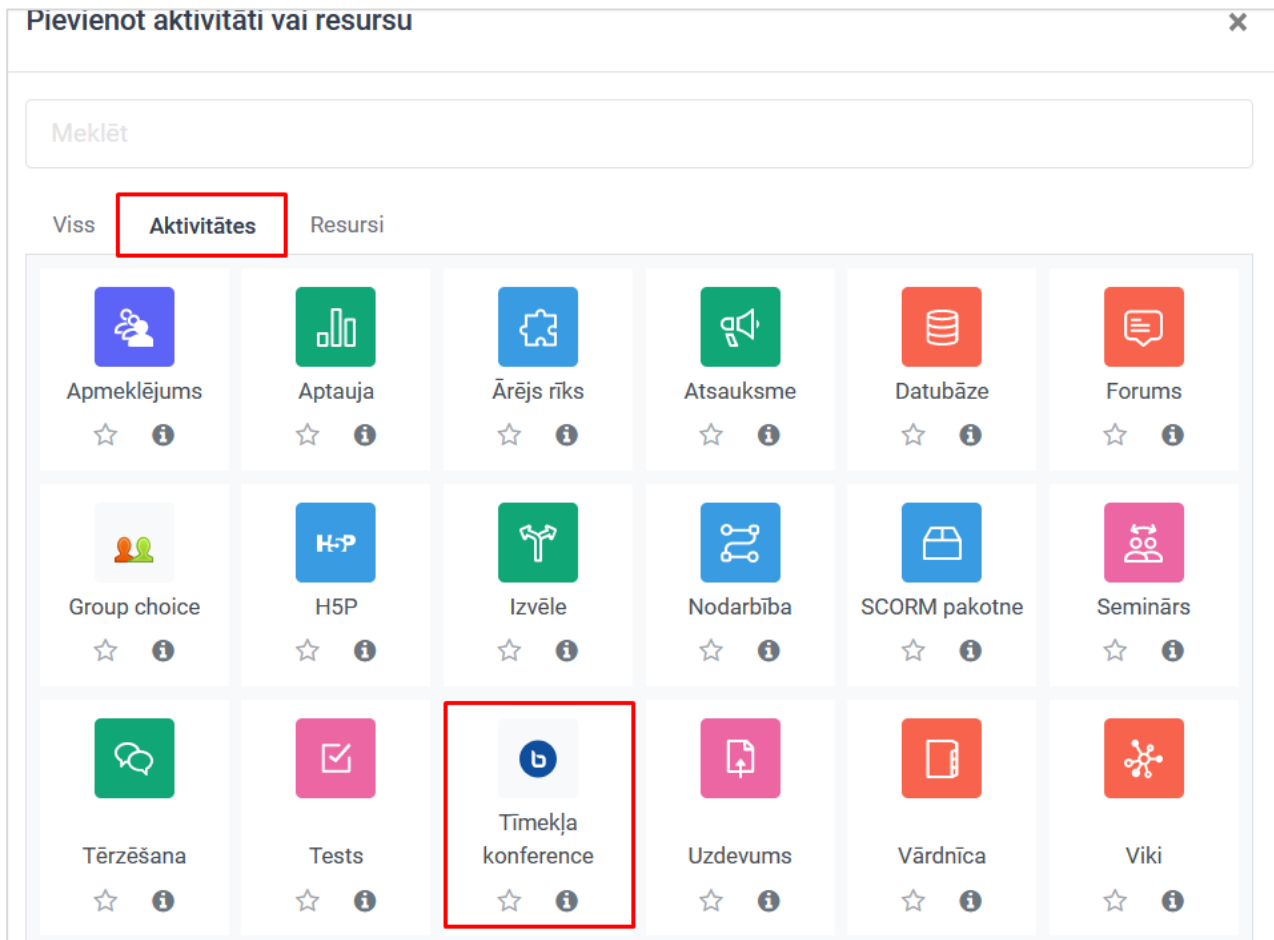 Pievienot aktivitāti vai resursu
Meklēt
Viss Aktivitātes Resursi
Apmeklējums Aptauja Ārējs rīks Atsauksme Datubāze Forums
H5P
Group choice H5P Izvēle Nodarbība SCORM pakotne Seminārs
b
Tīmekļa
Tērzēšana Tests konference Uzdevums Vārdnīca Viki